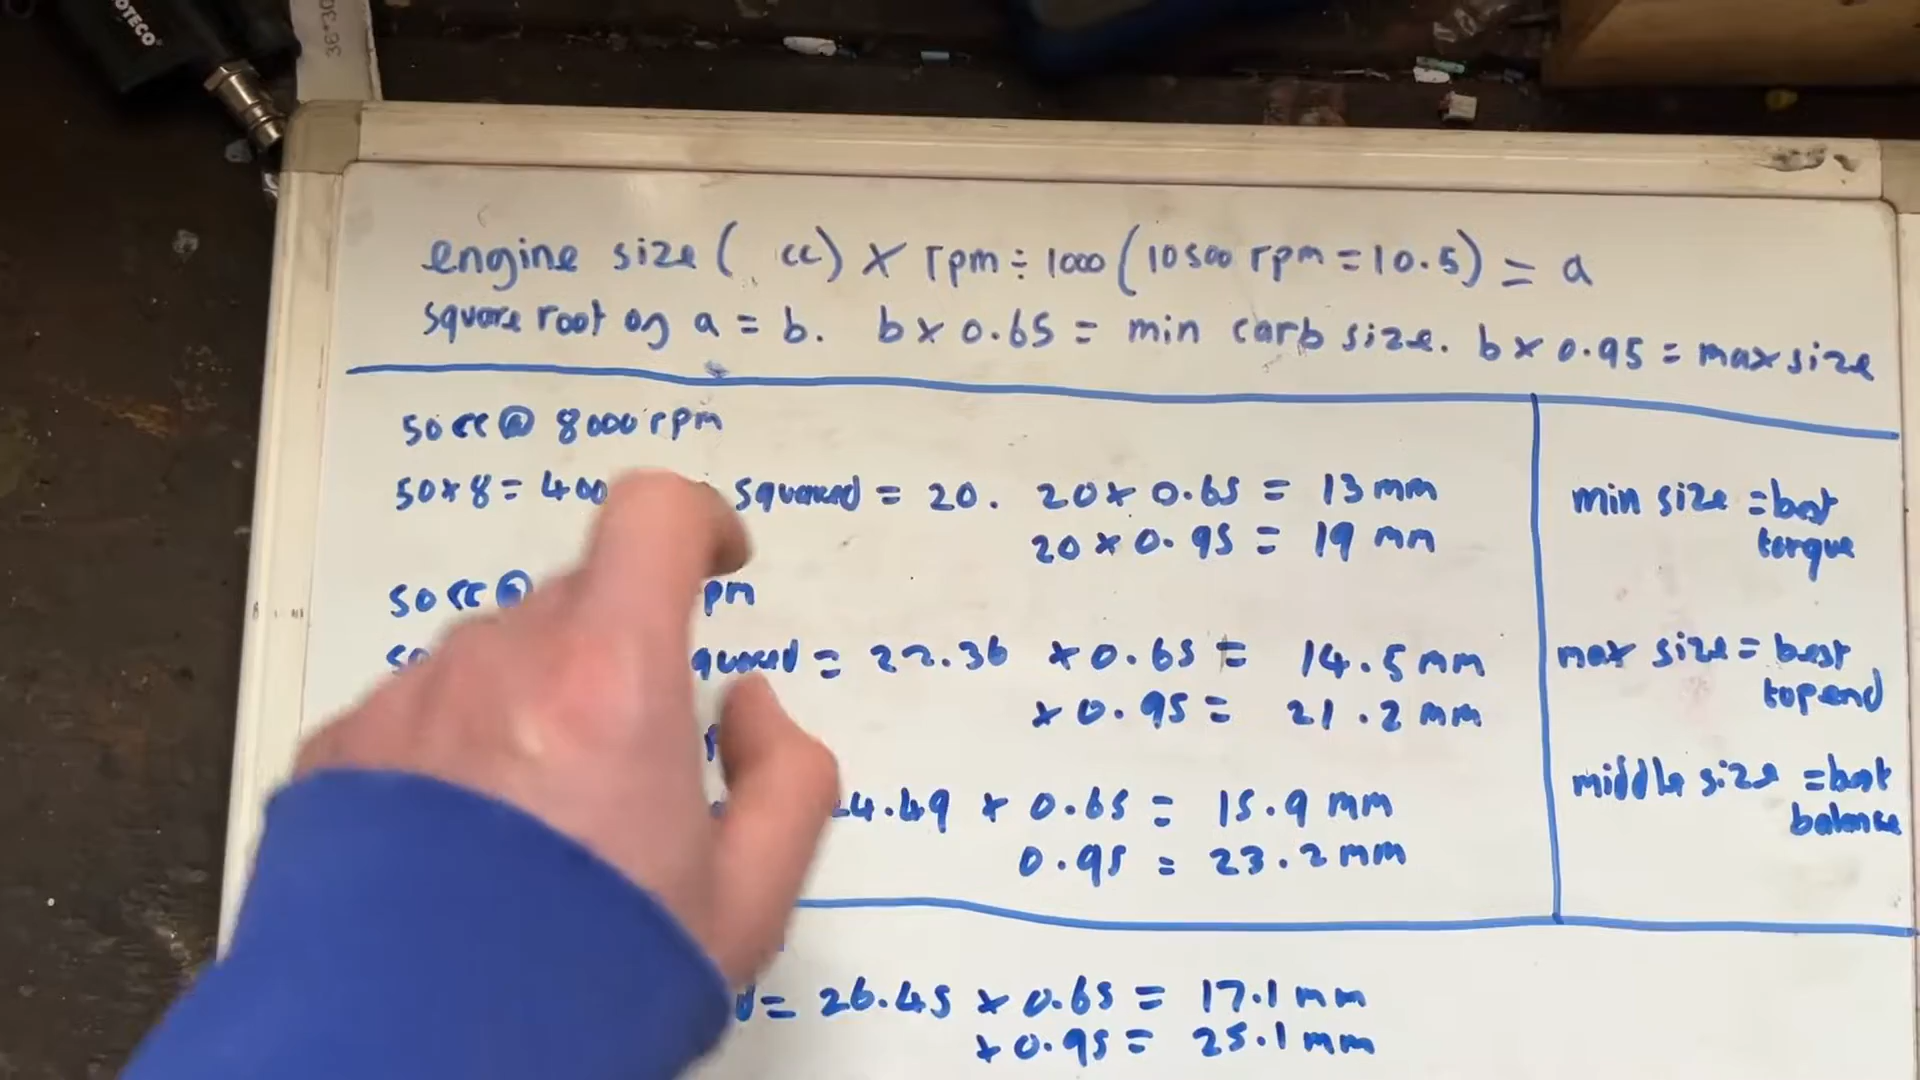 OTECO
engine size ( cc) × rpm ÷ 1000 (10500 rpm = 10.5) = a
square root of a = b. b × 0.65 = min carb size. b × 0.95 = max size
50cc @ 8000 rpm
50 × 8 = 400 squared = 20. 20 × 0.65 = 13 mm
20 × 0.95 = 19 mm
50cc @ pm
= 22.36 × 0.65 = 14.5 mm
× 0.95 = 21.2 mm
4.49 × 0.65 = 15.9 mm
0.95 = 23.2 mm
= 26.45 × 0.65 = 17.1 mm
× 0.95 = 25.1 mm
min size = best
torque
max size = best
top end
middle size = best
balance